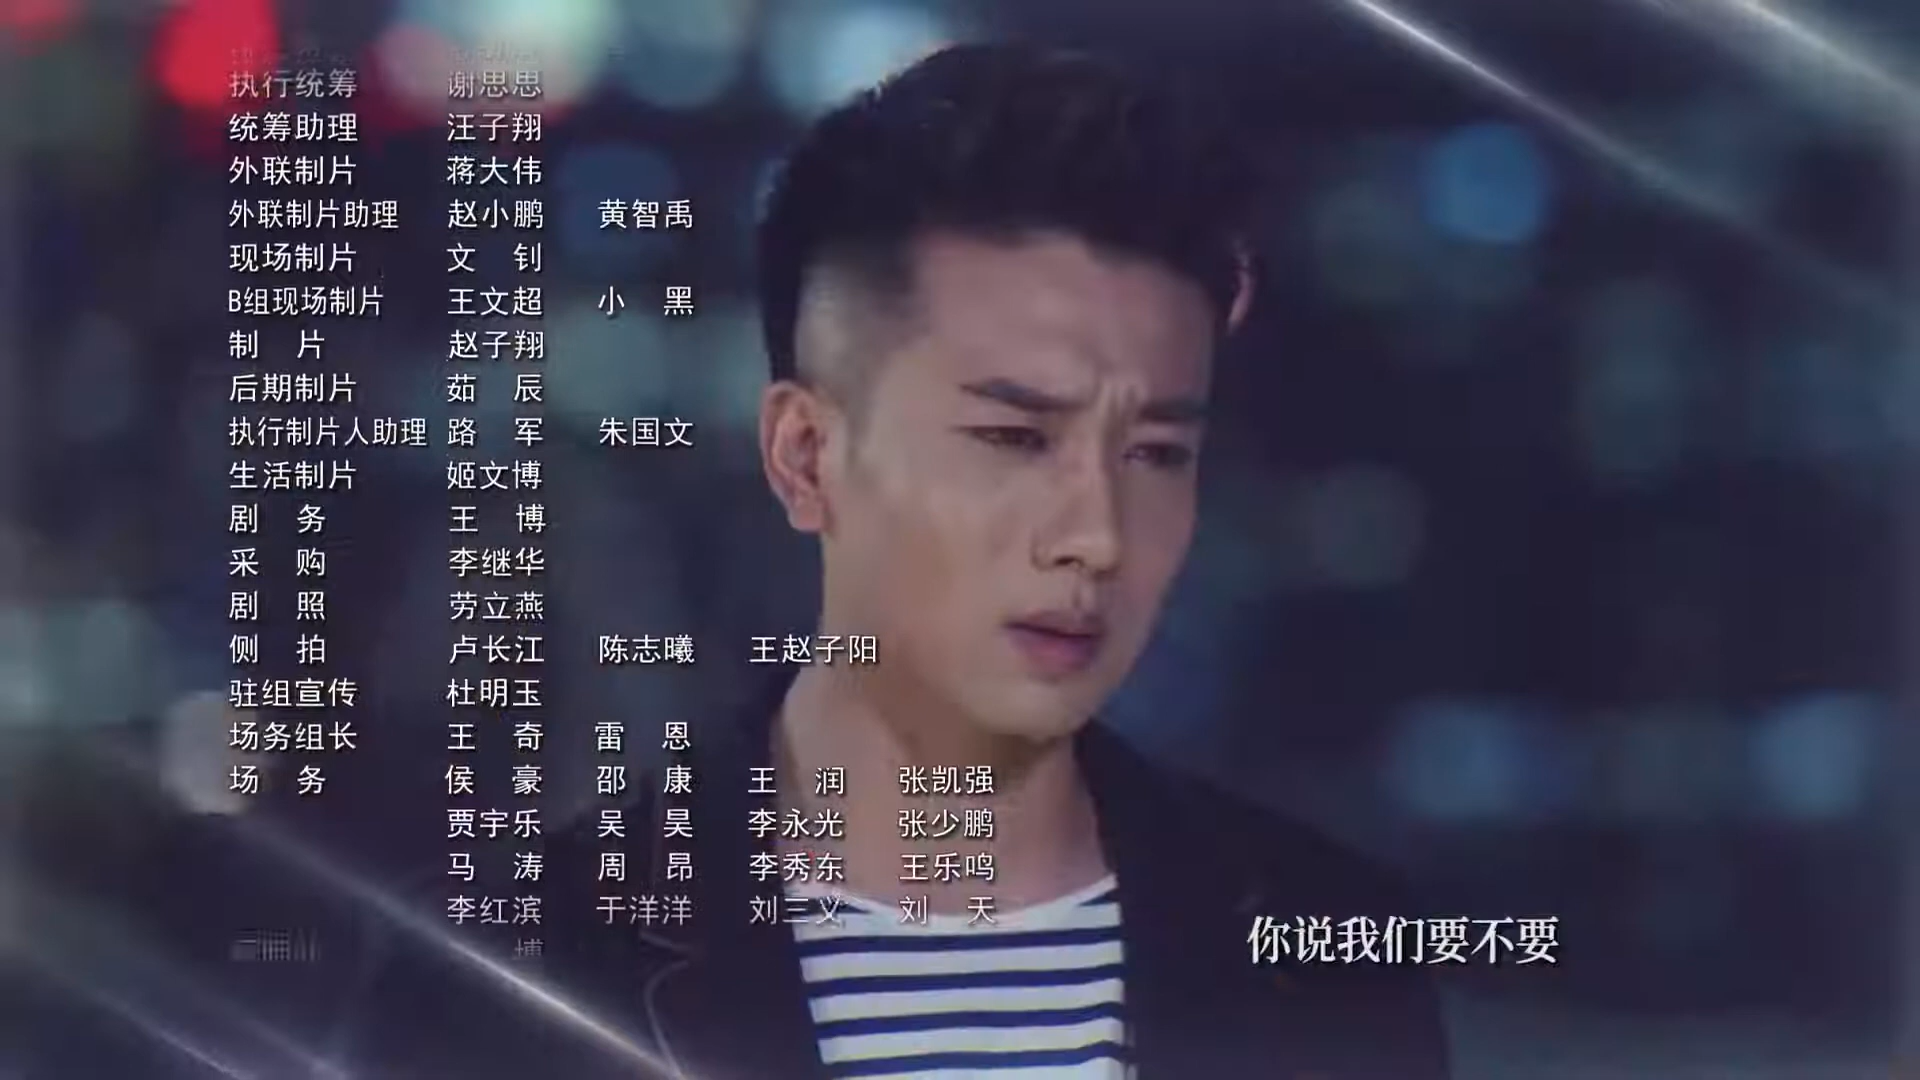 执行统筹 谢思思
统筹助理 汪子翔
外联制片 蒋大伟
外联制片助理 赵小鹏 黄智禹
现场制片 文 钊
B组现场制片 王文超 小 黑
制 片 赵子翔
后期制片 茹 辰
执行制片人助理 路 军 朱国文
生活制片 姬文博
剧 务 王 博
采 购 李继华
剧 照 劳立燕
侧 拍 卢长江 陈志曦 王赵子阳
驻组宣传 杜明玉
场务组长 王 奇 雷 恩
场 务 侯 豪 邵 康 王 润 张凯强
贾宇乐 吴 昊 李永光 张少鹏
马 涛 周 昂 李秀东 王乐鸣
李红滨 于洋洋 刘三义 刘 天
博
你说我们要不要